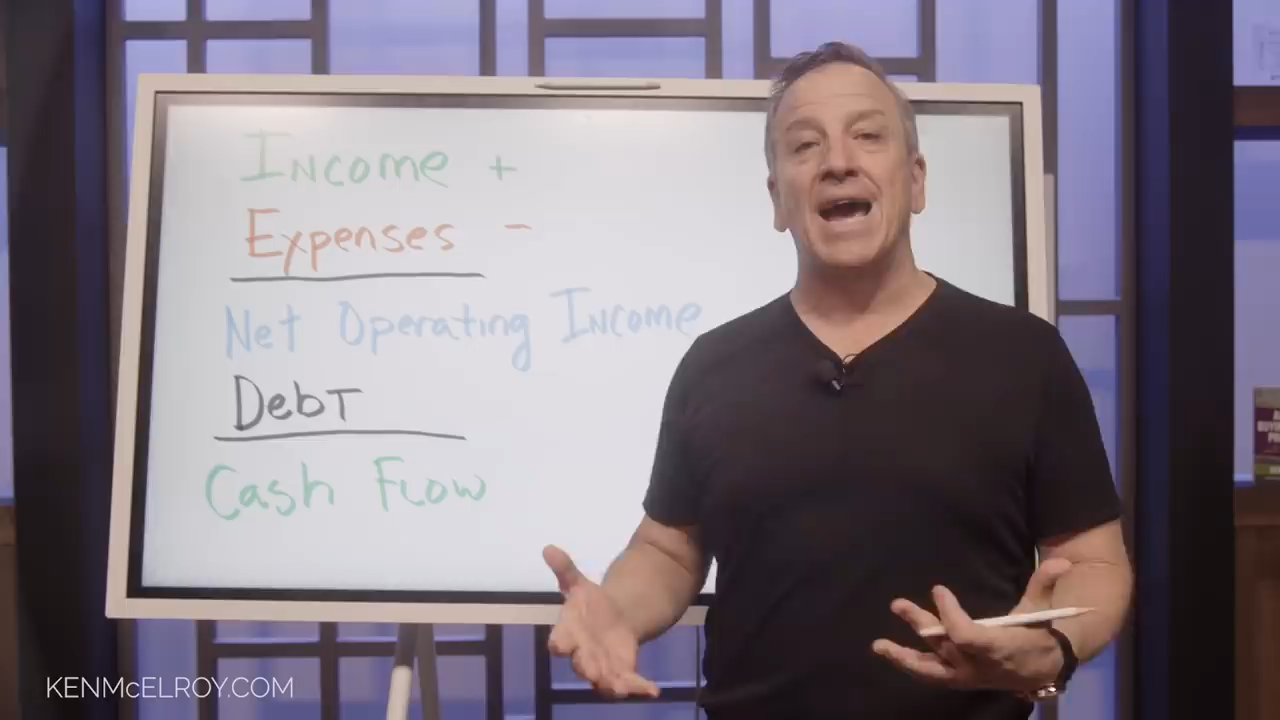 Income +
Expenses -
Net Operating Income
Debt
Cash Flow
KENMcELROY.COM